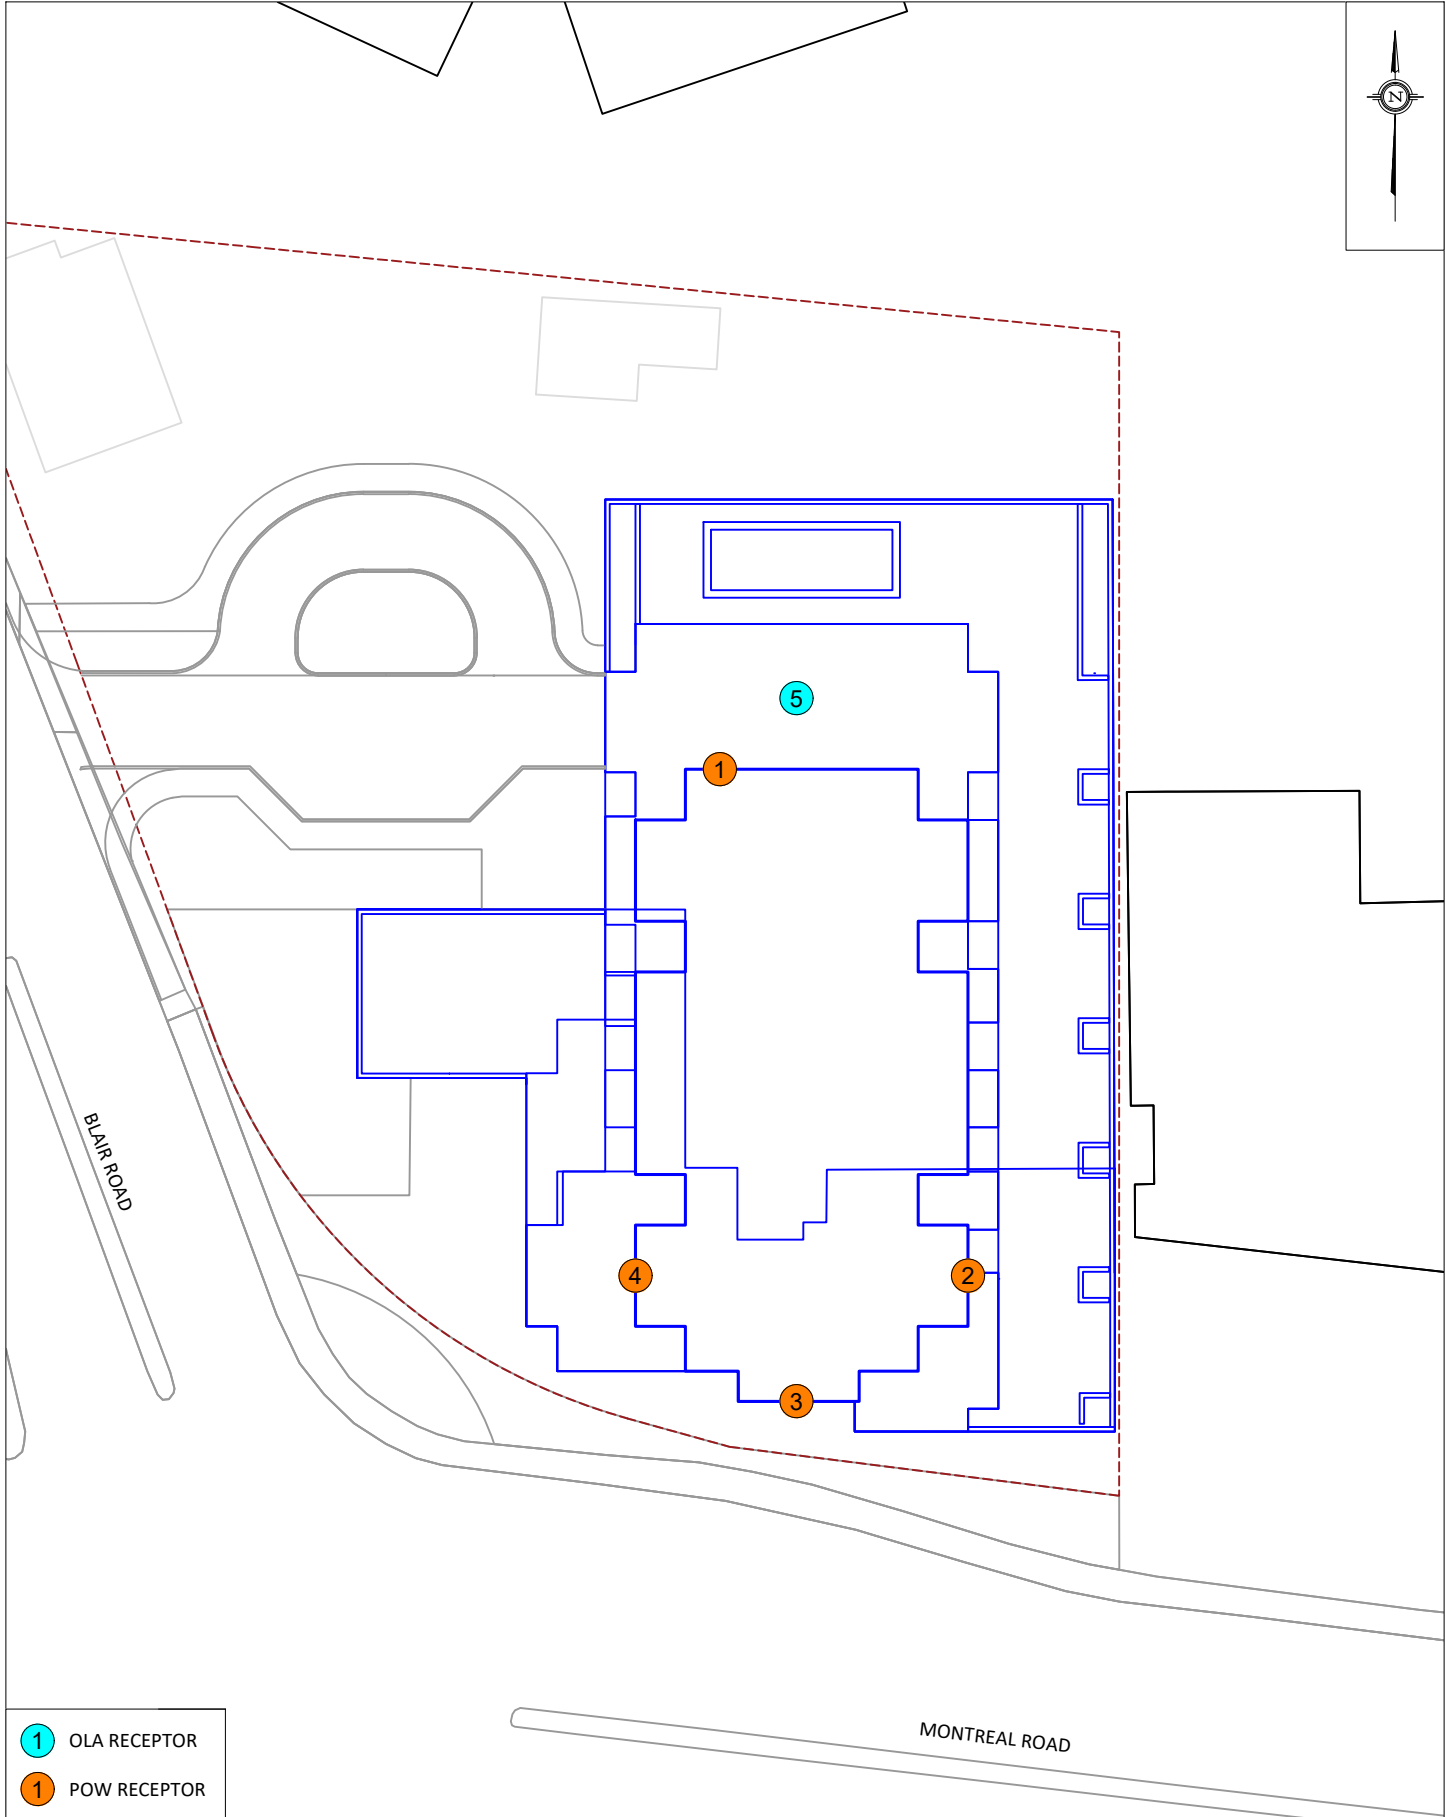 N
5
1
4
2
3
BLAIR ROAD
MONTREAL ROAD
1 OLA RECEPTOR
1 POW RECEPTOR